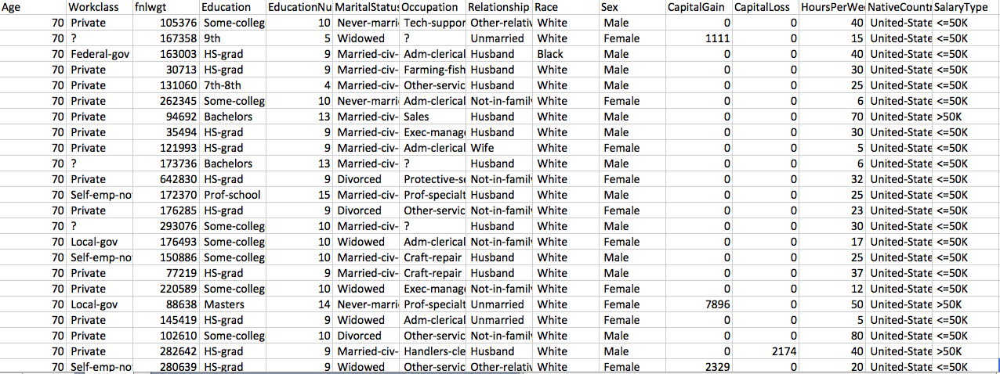 Age Workclass fnlwgt Education EducationNu MaritalStatus Occupation Relationship Race Sex CapitalGain CapitalLoss HoursPerWee NativeCountr SalaryType
70 Private 105376 Some-colleg 10 Never-marri Tech-suppor Other-relativ White Male 0 0 40 United-State <=50K
70 ? 167358 9th 5 Widowed ? Unmarried White Female 1111 0 15 United-State <=50K
70 Federal-gov 163003 HS-grad 9 Married-civ- Adm-clerical Husband Black Male 0 0 40 United-State <=50K
70 Private 30713 HS-grad 9 Married-civ- Farming-fish Husband White Male 0 0 30 United-State <=50K
70 Private 131060 7th-8th 4 Married-civ- Other-servic Husband White Male 0 0 25 United-State <=50K
70 Private 262345 Some-colleg 10 Never-marri Adm-clerical Not-in-famil White Female 0 0 6 United-State <=50K
70 Private 94692 Bachelors 13 Married-civ- Sales Husband White Male 0 0 70 United-State >50K
70 Private 35494 HS-grad 9 Married-civ- Exec-manag Husband White Male 0 0 30 United-State <=50K
70 Private 121993 HS-grad 9 Married-civ- Adm-clerical Wife White Female 0 0 5 United-State <=50K
70 ? 173736 Bachelors 13 Married-civ- ? Husband White Male 0 0 6 United-State <=50K
70 Private 642830 HS-grad 9 Divorced Protective-se Not-in-famil White Female 0 0 32 United-State <=50K
70 Self-emp-no 172370 Prof-school 15 Married-civ- Prof-specialt Husband White Male 0 0 25 United-State <=50K
70 Private 176285 HS-grad 9 Divorced Other-servic Not-in-famil White Female 0 0 23 United-State <=50K
70 ? 293076 Some-colleg 10 Married-civ- ? Husband White Male 0 0 30 United-State <=50K
70 Local-gov 176493 Some-colleg 10 Widowed Adm-clerical Not-in-famil White Female 0 0 17 United-State <=50K
70 Self-emp-no 150886 Some-colleg 10 Married-civ- Craft-repair Husband White Male 0 0 25 United-State <=50K
70 Private 77219 HS-grad 9 Married-civ- Craft-repair Husband White Male 0 0 37 United-State <=50K
70 Private 220589 Some-colleg 10 Widowed Exec-manag Not-in-famil White Female 0 0 12 United-State <=50K
70 Local-gov 88638 Masters 14 Never-marri Prof-specialt Unmarried White Female 7896 0 50 United-State >50K
70 Private 145419 HS-grad 9 Widowed Adm-clerical Unmarried White Female 0 0 5 United-State <=50K
70 Private 102610 Some-colleg 10 Divorced Other-servic Not-in-famil White Male 0 0 80 United-State <=50K
70 Private 282642 HS-grad 9 Married-civ- Handlers-cle Husband White Male 0 2174 40 United-State >50K
70 Self-emp-no 280639 HS-grad 9 Widowed Other-servic Other-relativ White Female 2329 0 20 United-State <=50K